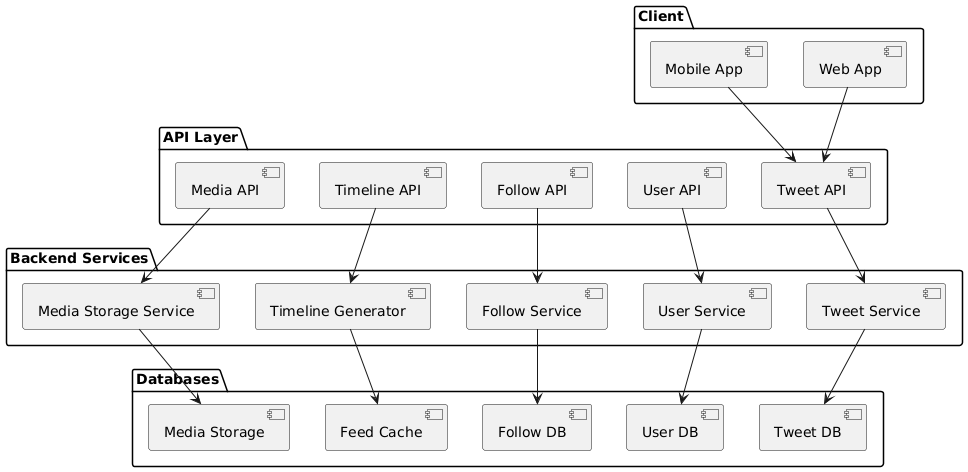 Client
Mobile App
Web App
API Layer
Media API
Timeline API
Follow API
User API
Tweet API
Backend Services
Media Storage Service
Timeline Generator
Follow Service
User Service
Tweet Service
Databases
Media Storage
Feed Cache
Follow DB
User DB
Tweet DB